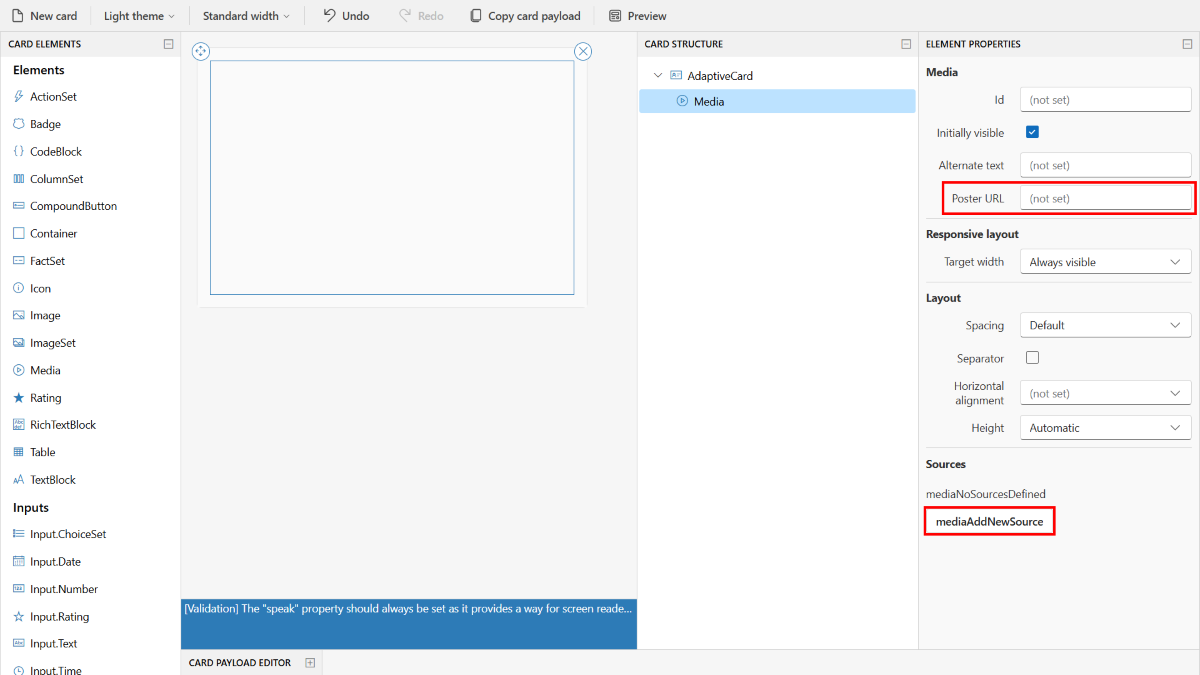 New card
Light theme
Standard width
Undo
Redo
Copy card payload
Preview
CARD ELEMENTS
Elements
ActionSet
Badge
CodeBlock
ColumnSet
CompoundButton
Container
FactSet
Icon
Image
ImageSet
Media
Rating
RichTextBlock
Table
TextBlock
Inputs
Input.ChoiceSet
Input.Date
Input.Number
Input.Rating
Input.Text
Input.Time
[Validation] The "speak" property should always be set as it provides a way for screen reade...
CARD PAYLOAD EDITOR
CARD STRUCTURE
AdaptiveCard
Media
ELEMENT PROPERTIES
Media
Id (not set)
Initially visible
Alternate text (not set)
Poster URL (not set)
Responsive layout
Target width Always visible
Layout
Spacing Default
Separator
Horizontal
alignment (not set)
Height Automatic
Sources
mediaNoSourcesDefined
mediaAddNewSource